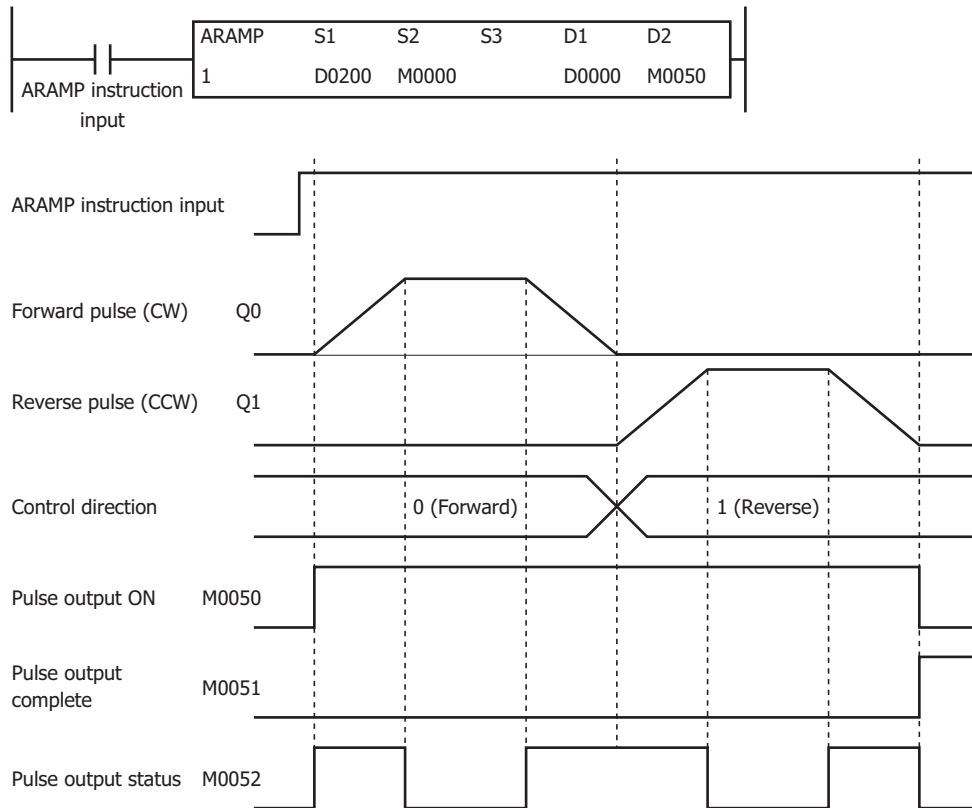 ARAMP S1 S2 S3 D1 D2
1 D0200 M0000 D0000 M0050
ARAMP instruction
input
ARAMP instruction input
Forward pulse (CW) Q0
Reverse pulse (CCW) Q1
Control direction 0 (Forward) 1 (Reverse)
Pulse output ON M0050
Pulse output
complete M0051
Pulse output status M0052